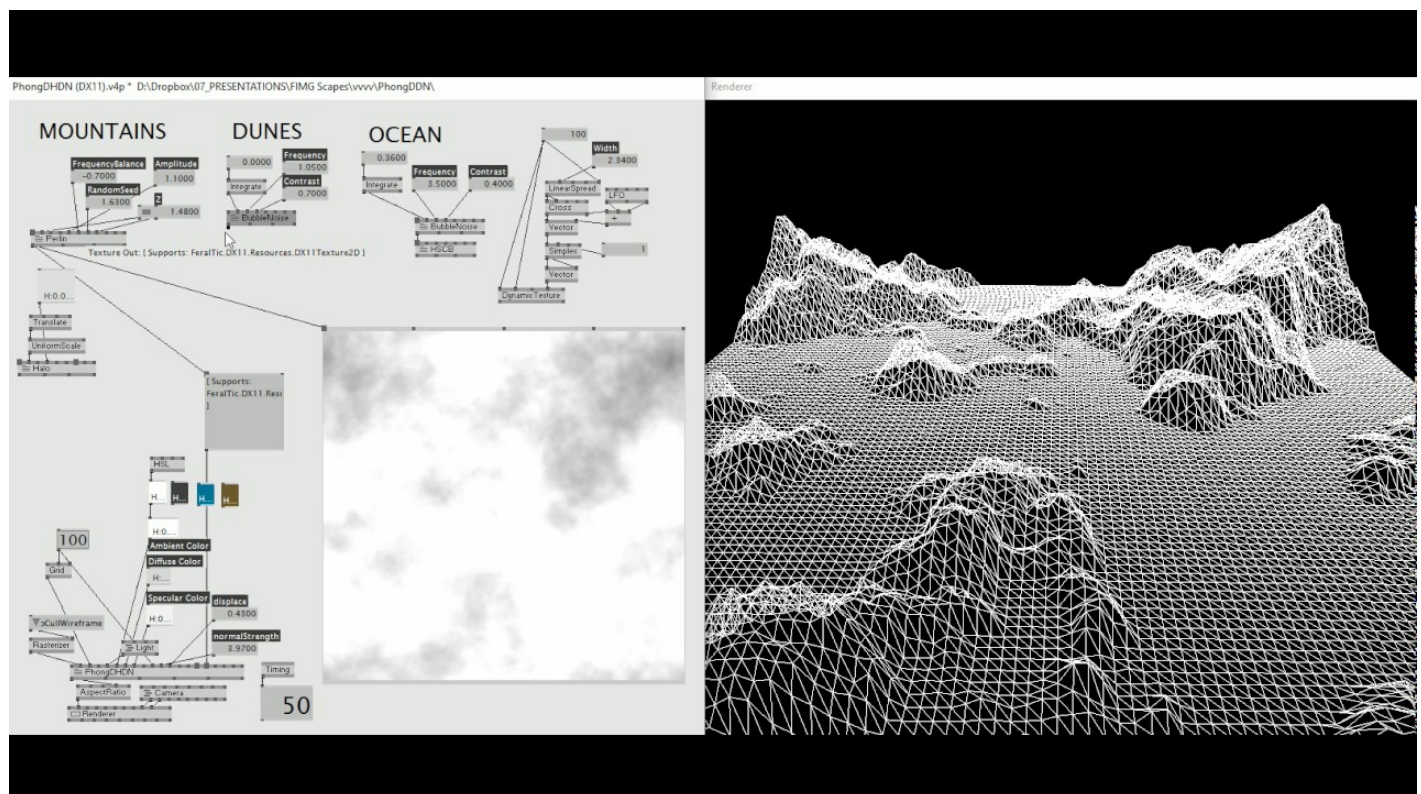 PhongDHDN (DX11).v4p * D:\Dropbox\07_PRESENTATIONS\FIMG Scapes\vvvv\PhongDDN\
Renderer
MOUNTAINS
DUNES
OCEAN
100
FrequencyBalance
Amplitude
-0.7000
1.1000
RandomSeed
1.6300
Z
1.4800
Perlin
0.0000
Frequency
1.0500
Integrate
Contrast
0.7000
BubbleNoise
0.3600
Integrate
Frequency
3.5000
Contrast
0.4000
BubbleNoise
HSCB
Width
2.3400
LinearSpread
LFO
Cross
+
Vector
Simplex
1
Vector
DynamicTexture
Texture Out: [ Supports: FeralTic.DX11.Resources.DX11Texture2D ]
H:0.0...
Translate
UniformScale
Halo
[ Supports:
FeralTic.DX11.Resc
]
HSL
H...
H...
H...
H...
H:0....
Ambient Color
Diffuse Color
H:...
Specular Color
H:0...
100
Grid
displace
0.4300
oCullWireframe
normalStrength
3.9700
Rasterizer
Light
PhongDHDN
Timing
AspectRatio
Camera
Renderer
50